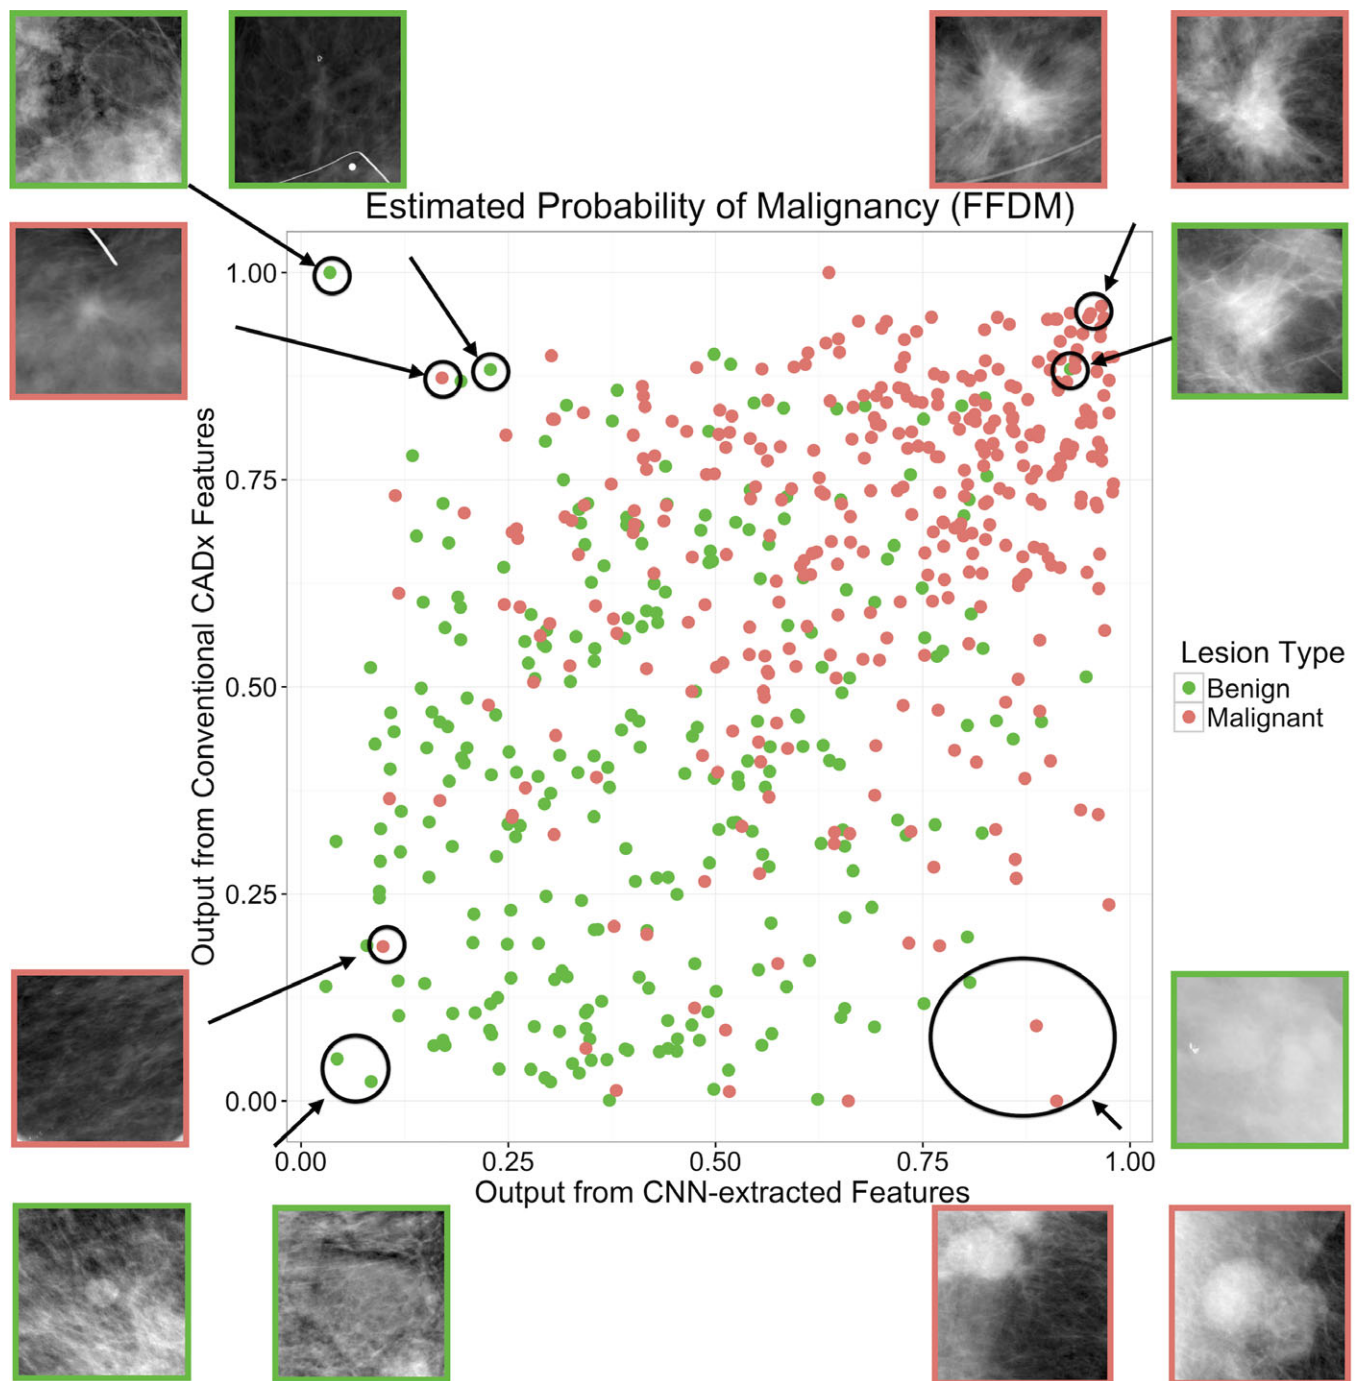 Estimated Probability of Malignancy (FFDM)
Output from Conventional CADx Features
1.00
0.75
0.50
0.25
0.00
0.00 0.25 0.50 0.75 1.00
Output from CNN-extracted Features
Lesion Type
Benign
Malignant